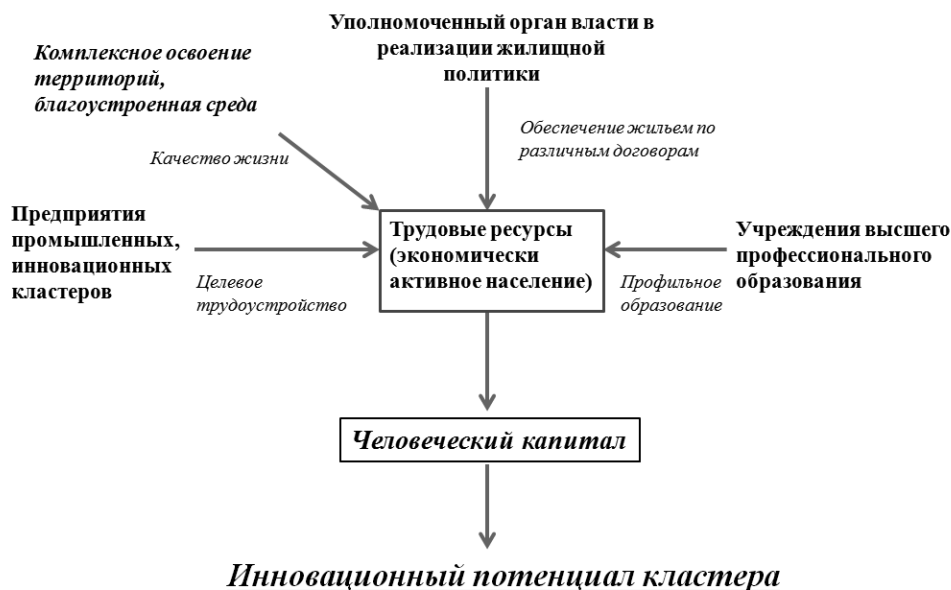 Уполномоченный орган власти в
реализации жилищной
политики
Комплексное освоение
территорий,
благоустроенная среда
Качество жизни
Обеспечение жильем по
различным договорам
Предприятия
промышленных,
инновационных
кластеров
Целевое
трудоустройство
Трудовые ресурсы
(экономически
активное население)
Учреждения высшего
профессионального
образования
Профильное
образование
Человеческий капитал
Инновационный потенциал кластера